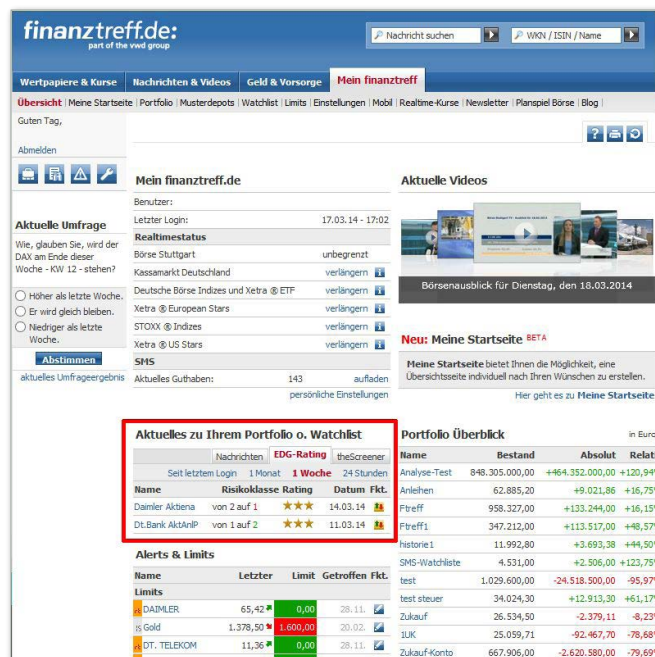 finanztreff.de:
part of the vwd group
Nachricht suchen
WKN / ISIN / Name
Wertpapiere & Kurse Nachrichten & Videos Geld & Vorsorge Mein finanztreff
Übersicht | Meine Startseite | Portfolio | Musterdepots | Watchlist | Limits | Einstellungen | Mobil | Realtime-Kurse | Newsletter | Planspiel Börse | Blog |
Guten Tag,
Abmelden
Aktuelle Umfrage
Wie, glauben Sie, wird der
DAX am Ende dieser
Woche - KW 12 - stehen?
Höher als letzte Woche.
Er wird gleich bleiben.
Niedriger als letzte
Woche.
Abstimmen
aktuelles Umfrageergebnis
Mein finanztreff.de
Benutzer:
Letzter Login: 17.03.14 - 17:02
Realtimestatus
Börse Stuttgart unbegrenzt
Kassamarkt Deutschland verlängern
Deutsche Börse Indizes und Xetra ® ETF verlängern
Xetra ® European Stars verlängern
STOXX ® Indizes verlängern
Xetra ® US Stars verlängern
SMS
Aktuelles Guthaben: 143 aufladen
persönliche Einstellungen
Aktuelle Videos
Börsenausblick für Dienstag, den 18.03.2014
Neu: Meine Startseite BETA
Meine Startseite bietet Ihnen die Möglichkeit, eine
Übersichtsseite individuell nach Ihren Wünschen zu erstellen.
Hier geht es zu Meine Startseite
Aktuelles zu Ihrem Portfolio o. Watchlist
Nachrichten EDG-Rating theScreener
Seit letztem Login 1 Monat 1 Woche 24 Stunden
Name Risikoklasse Rating Datum Fkt.
Daimler Aktiena von 2 auf 1 14.03.14
Dt.Bank AktAnlP von 1 auf 2 11.03.14
Alerts & Limits
Name Letzter Limit Getroffen Fkt.
Limits
DAIMLER 65,42 0,00 28.11.
Gold 1.378,50 1.600,00 20.02.
DT. TELEKOM 11,36 0,00 28.11.
Portfolio Überblick in Euro
Name Bestand Absolut Relat
Analyse-Test 848.305.000,00 +464.352.000,00 +120,94%
Anleihen 62.885,20 +9.021,86 +16,75%
Ftreff 958.327,00 +133.244,00 +16,15%
Ftreff1 347.212,00 +113.517,00 +48,57%
historie1 11.992,80 +3.693,38 +44,50%
SMS-Watchliste 4.531,00 +2.506,00 +123,75%
test 1.029.600,00 -24.518.500,00 -95,97%
test steuer 34.024,30 +12.913,30 +61,17%
Zukauf 26.534,50 -2.379,11 -8,23%
1UK 25.059,71 -92.467,70 -78,68%
Zukauf-Konto 667.906,00 -2.620.580,00 -79,69%